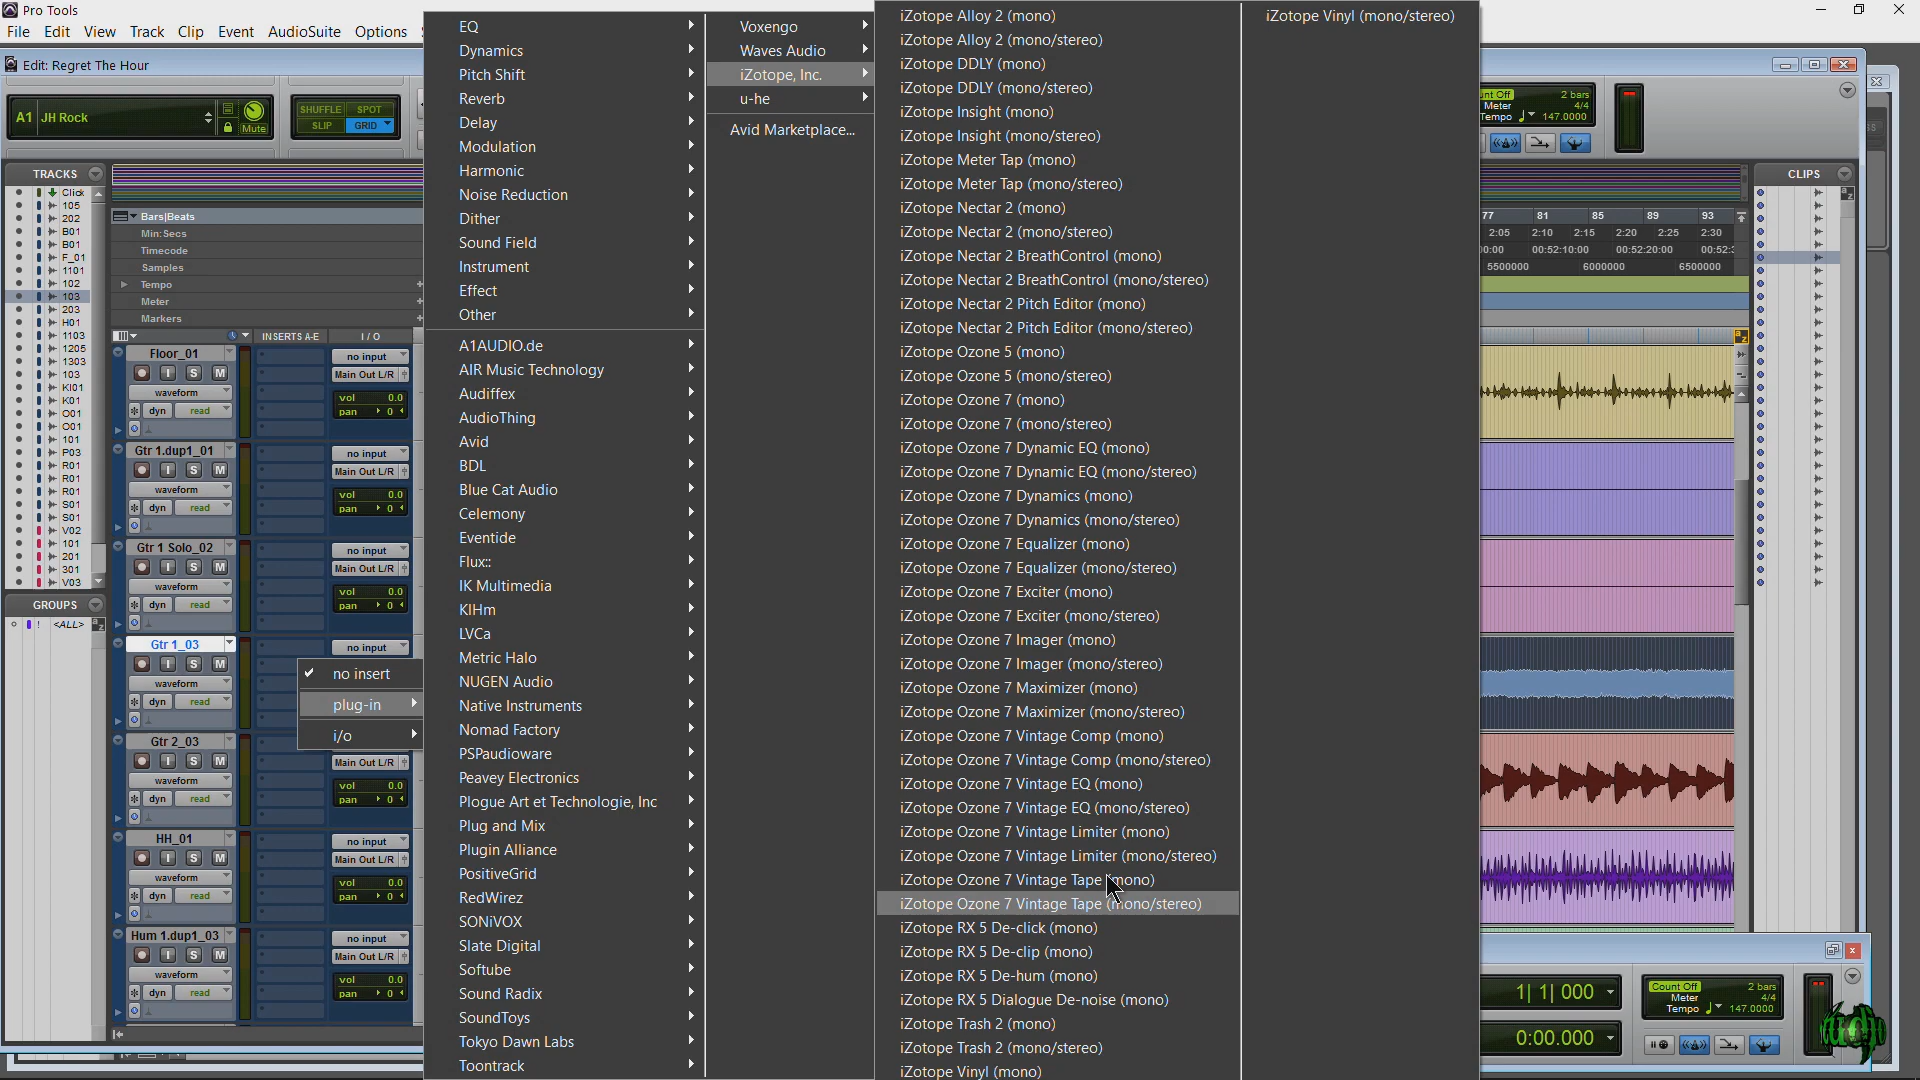 Pro Tools
File Edit View Track Clip Event AudioSuite Options
Edit: Regret The Hour
A1 JH Rock
Mute
SHUFFLE SPOT
SLIP GRID
TRACKS
Click
105
202
B01
B01
F_01
1101
102
103
203
H01
1103
1205
1303
103
KI01
K01
O01
O01
101
P03
R01
R01
R01
S01
S01
V02
101
201
301
V03
GROUPS
! <ALL>
Bars|Beats
Min:Secs
Timecode
Samples
Tempo
Meter
Markers
INSERTS A-E I / O
Floor_01
no input
I S M
Main Out L/R
waveform
vol 0.0
dyn read
pan 0
Gtr 1.dup1_01
no input
I S M
Main Out L/R
waveform
vol 0.0
dyn read
pan 0
Gtr 1 Solo_02
no input
I S M
Main Out L/R
waveform
vol 0.0
dyn read
pan 0
Gtr 1_03
no input
I S M
waveform
dyn read
Gtr 2_03
I S M
Main Out L/R
waveform
vol 0.0
dyn read
pan 0
HH_01
no input
I S M
Main Out L/R
waveform
vol 0.0
dyn read
pan 0
Hum 1.dup1_03
no input
I S M
Main Out L/R
waveform
vol 0.0
dyn read
pan 0
no insert
plug-in
i/o
EQ
Dynamics
Pitch Shift
Reverb
Delay
Modulation
Harmonic
Noise Reduction
Dither
Sound Field
Instrument
Effect
Other
A1AUDIO.de
AIR Music Technology
Audiffex
AudioThing
Avid
BDL
Blue Cat Audio
Celemony
Eventide
Flux::
IK Multimedia
KIHm
LVCa
Metric Halo
NUGEN Audio
Native Instruments
Nomad Factory
PSPaudioware
Peavey Electronics
Plogue Art et Technologie, Inc
Plug and Mix
Plugin Alliance
PositiveGrid
RedWirez
SONiVOX
Slate Digital
Softube
Sound Radix
SoundToys
Tokyo Dawn Labs
Toontrack
Voxengo
Waves Audio
iZotope, Inc.
u-he
Avid Marketplace...
iZotope Alloy 2 (mono)
iZotope Alloy 2 (mono/stereo)
iZotope DDLY (mono)
iZotope DDLY (mono/stereo)
iZotope Insight (mono)
iZotope Insight (mono/stereo)
iZotope Meter Tap (mono)
iZotope Meter Tap (mono/stereo)
iZotope Nectar 2 (mono)
iZotope Nectar 2 (mono/stereo)
iZotope Nectar 2 BreathControl (mono)
iZotope Nectar 2 BreathControl (mono/stereo)
iZotope Nectar 2 Pitch Editor (mono)
iZotope Nectar 2 Pitch Editor (mono/stereo)
iZotope Ozone 5 (mono)
iZotope Ozone 5 (mono/stereo)
iZotope Ozone 7 (mono)
iZotope Ozone 7 (mono/stereo)
iZotope Ozone 7 Dynamic EQ (mono)
iZotope Ozone 7 Dynamic EQ (mono/stereo)
iZotope Ozone 7 Dynamics (mono)
iZotope Ozone 7 Dynamics (mono/stereo)
iZotope Ozone 7 Equalizer (mono)
iZotope Ozone 7 Equalizer (mono/stereo)
iZotope Ozone 7 Exciter (mono)
iZotope Ozone 7 Exciter (mono/stereo)
iZotope Ozone 7 Imager (mono)
iZotope Ozone 7 Imager (mono/stereo)
iZotope Ozone 7 Maximizer (mono)
iZotope Ozone 7 Maximizer (mono/stereo)
iZotope Ozone 7 Vintage Comp (mono)
iZotope Ozone 7 Vintage Comp (mono/stereo)
iZotope Ozone 7 Vintage EQ (mono)
iZotope Ozone 7 Vintage EQ (mono/stereo)
iZotope Ozone 7 Vintage Limiter (mono)
iZotope Ozone 7 Vintage Limiter (mono/stereo)
iZotope Ozone 7 Vintage Tape (mono)
iZotope Ozone 7 Vintage Tape (mono/stereo)
iZotope RX 5 De-click (mono)
iZotope RX 5 De-clip (mono)
iZotope RX 5 De-hum (mono)
iZotope RX 5 Dialogue De-noise (mono)
iZotope Trash 2 (mono)
iZotope Trash 2 (mono/stereo)
iZotope Vinyl (mono)
iZotope Vinyl (mono/stereo)
2 bars
Meter 4/4
Tempo 147.0000
CLIPS
77 81 85 89 93
2:05 2:10 2:15 2:20 2:25 2:30
00:52:10:00 00:52:20:00
5500000 6000000 6500000
1| 1| 000
0:00.000
Count Off 2 bars
Meter 4/4
Tempo 147.0000